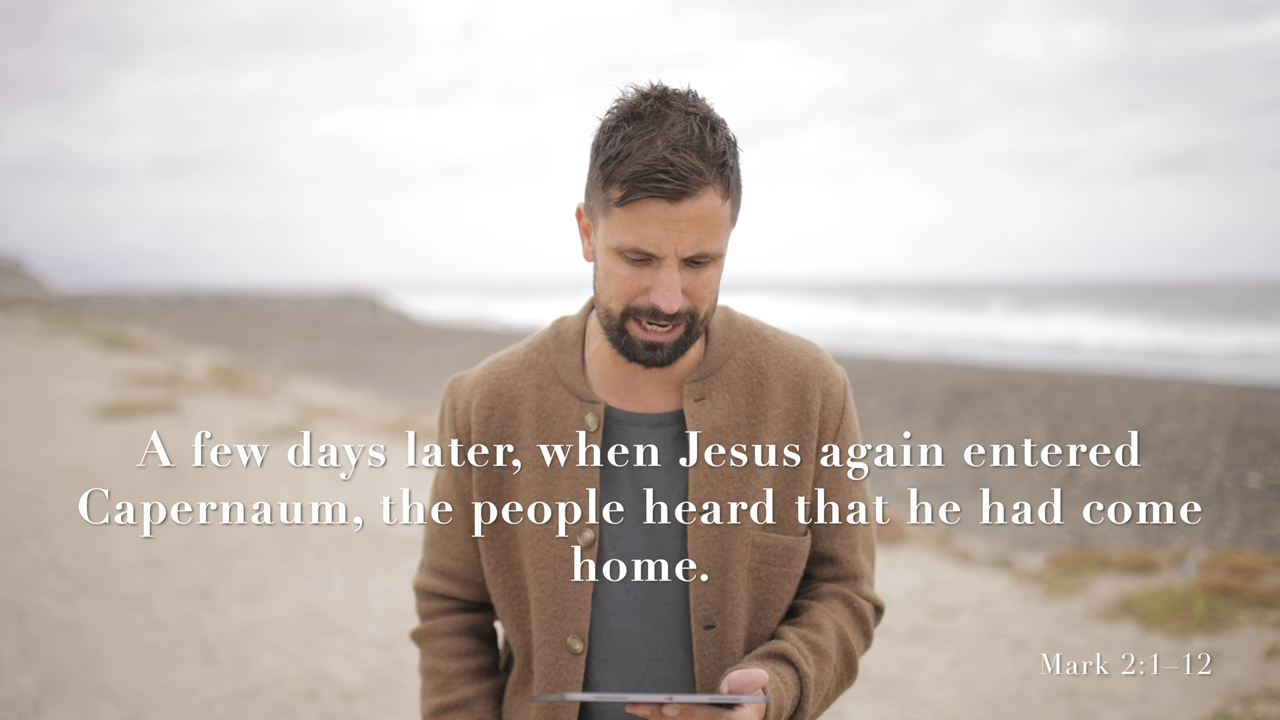 A few days later, when Jesus again entered
Capernaum, the people heard that he had come
home.
Mark 2:1–12